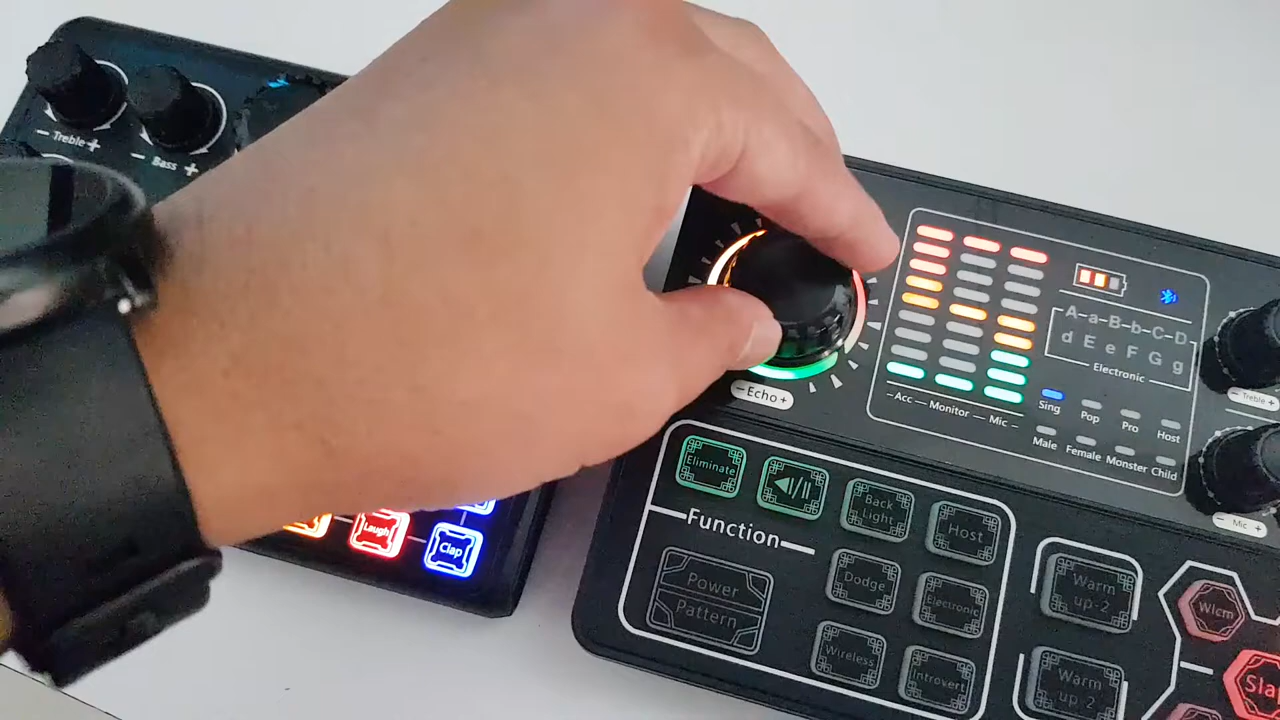 − Treble +
− Bass +
Laugh
Clap
− Echo +
A-a-B-b-C-D
d E e F G g
Electronic
− Acc − Monitor − Mic −
Sing Pop Pro Host
Male Female Monster Child
− Treble +
− Mic +
Eliminate
Back
Light
Host
Function
Power
Pattern
Dodge
Electronic
Wireless
Introvert
Warm
up-2
Warm
up 2
Wlcm